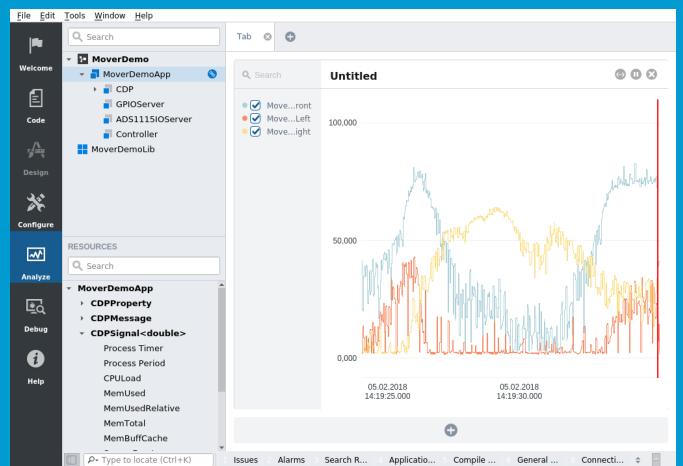 File Edit Tools Window Help
Search
Welcome
Code
Design
Configure
Analyze
Debug
Help
MoverDemo
MoverDemoApp
CDP
GPIOServer
ADS1115IOServer
Controller
MoverDemoLib
RESOURCES
Search
MoverDemoApp
CDPProperty
CDPMessage
CDPSignal<double>
Process Timer
Process Period
CPULoad
MemUsed
MemUsedRelative
MemTotal
MemBuffCache
Tab
Search
Move...ront
Move...Left
Move...ight
Untitled
100,000
50,000
0,000
05.02.2018
14:19:25.000
05.02.2018
14:19:30.000
Type to locate (Ctrl+K)
Issues Alarms Search R... Applicatio... Compile ... General ... Connecti...